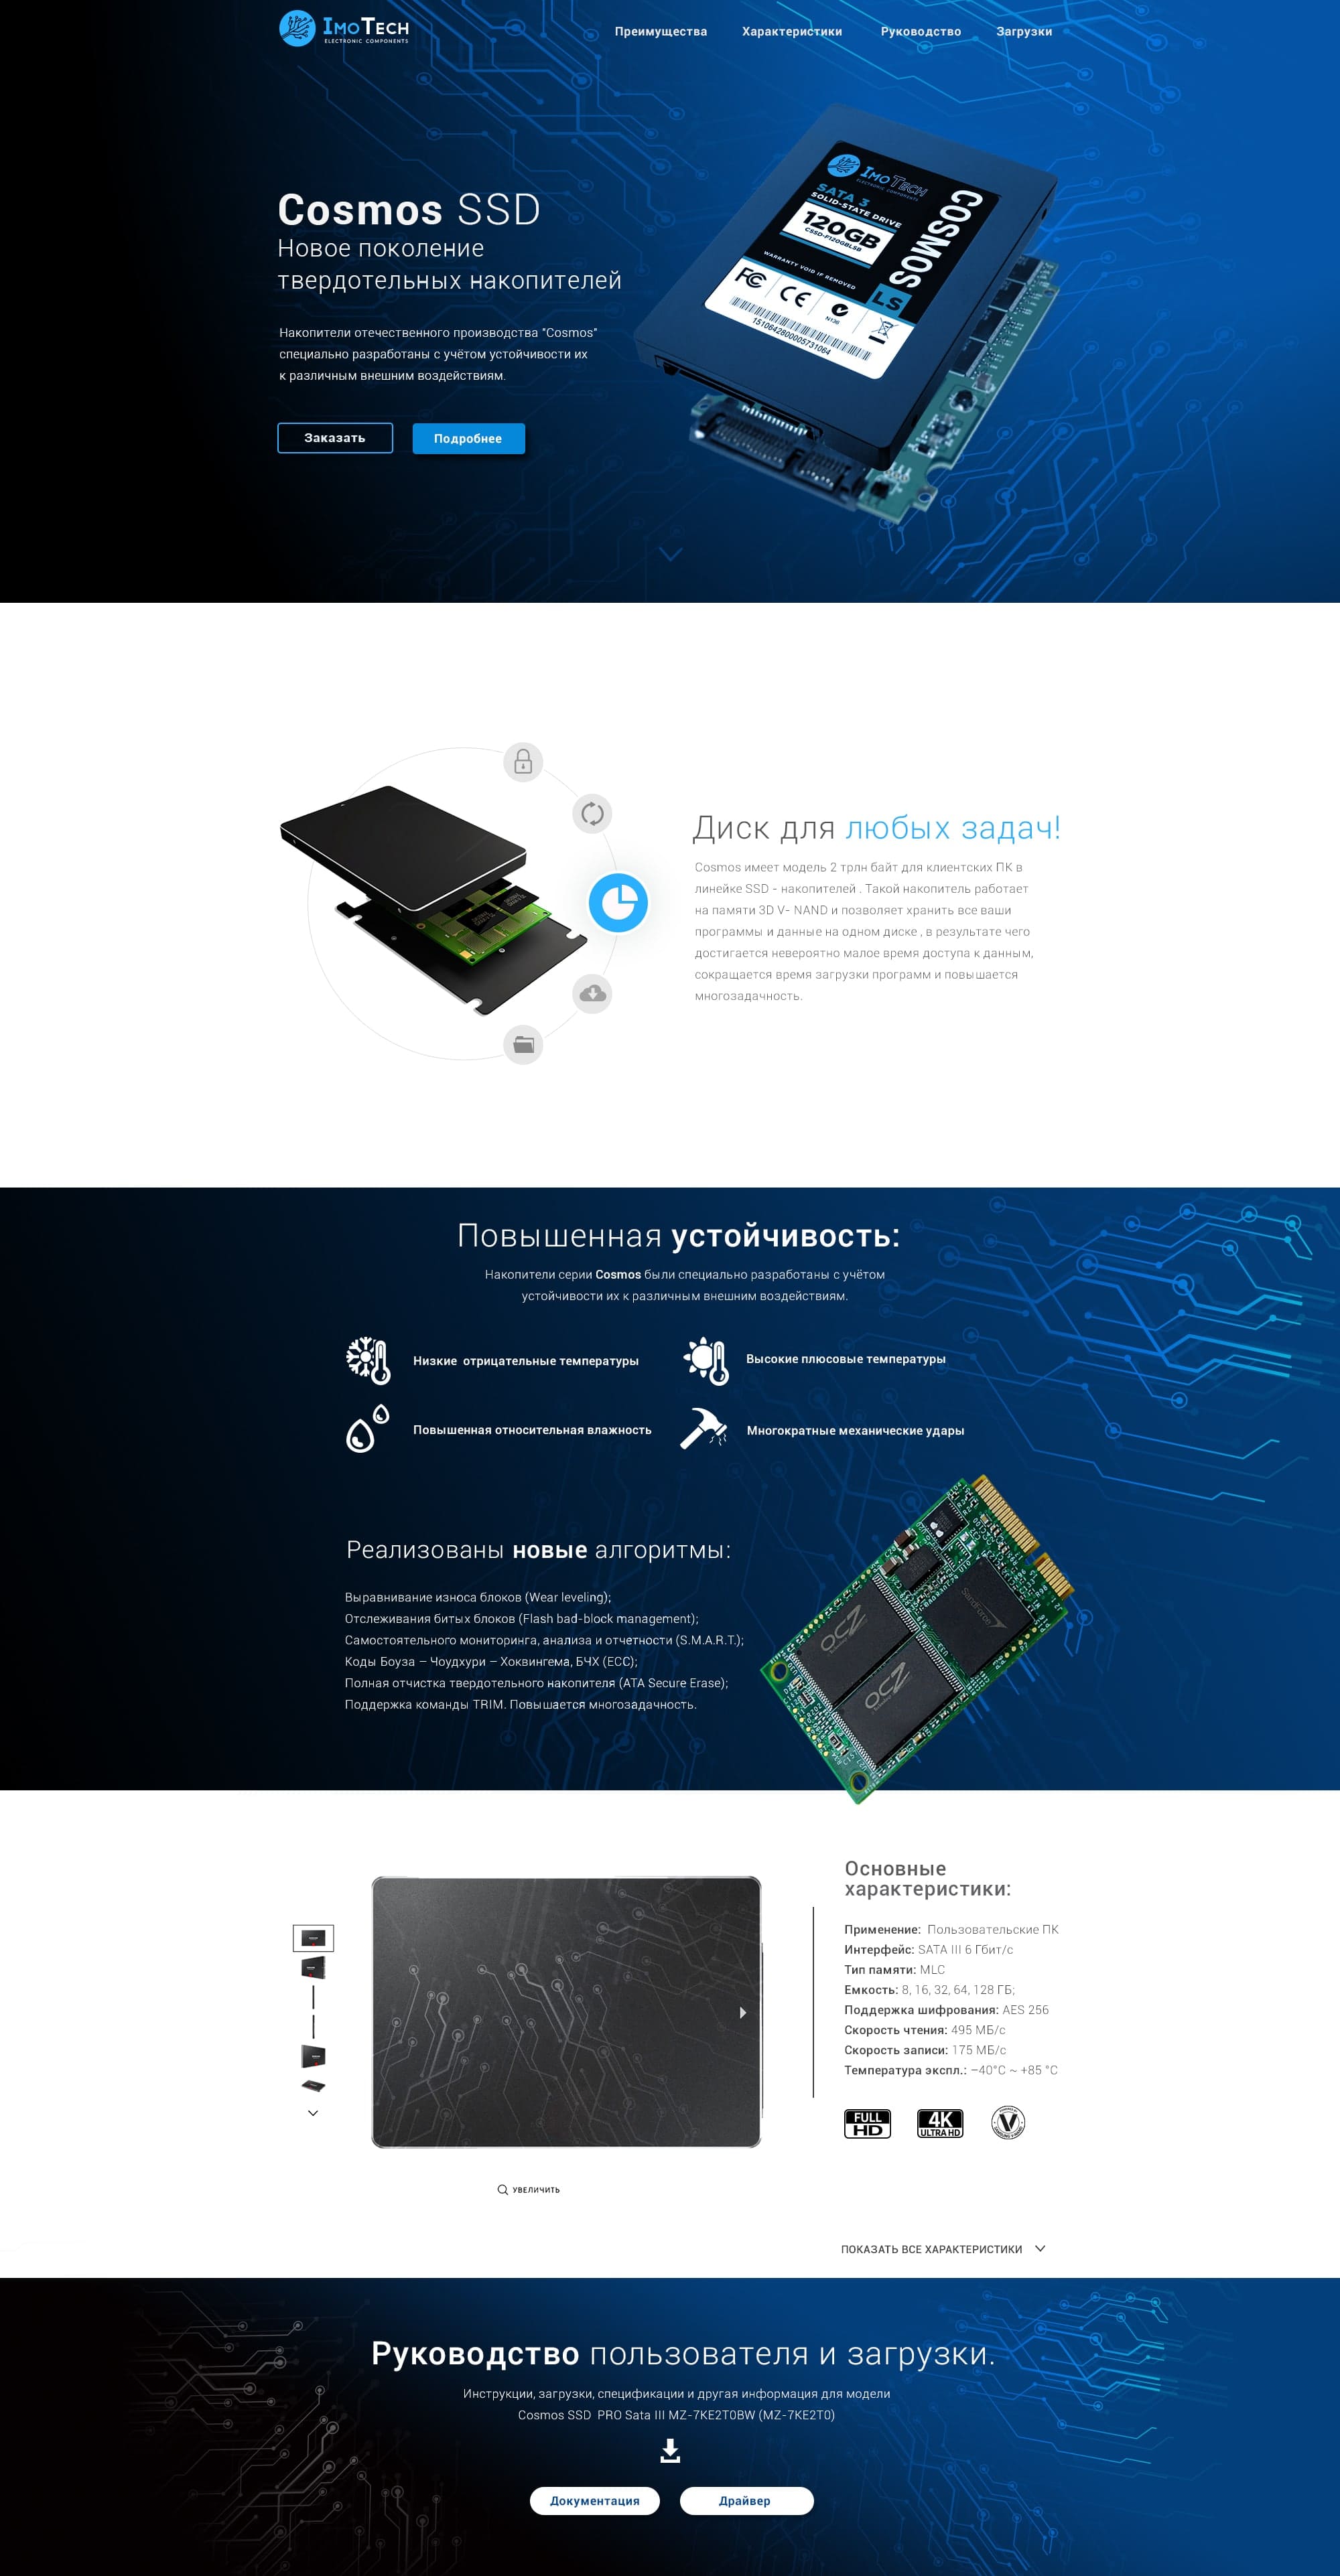 ImoTech
ELECTRONIC COMPONENTS
Преимущества
Характеристики
Руководство
Загрузки
Cosmos SSD
Новое поколение
твердотельных накопителей
Накопители отечественного производства "Cosmos"
специально разработаны с учётом устойчивости их
к различным внешним воздействиям.
Заказать
Подробнее
ImoTech
ELECTRONIC COMPONENTS
SATA 3
SOLID-STATE DRIVE
120GB
CSSD-F120GBLSB
WARRANTY VOID IF REMOVED
COSMOS
LS
FC CE
N136
1510642800005731064
Диск для любых задач!
Cosmos имеет модель 2 трлн байт для клиентских ПК в
линейке SSD - накопителей . Такой накопитель работает
на памяти 3D V- NAND и позволяет хранить все ваши
программы и данные на одном диске , в результате чего
достигается невероятно малое время доступа к данным,
сокращается время загрузки программ и повышается
многозадачность.
Повышенная устойчивость:
Накопители серии Cosmos были специально разработаны с учётом
устойчивости их к различным внешним воздействиям.
Низкие отрицательные температуры
Высокие плюсовые температуры
Повышенная относительная влажность
Многократные механические удары
Реализованы новые алгоритмы:
Выравнивание износа блоков (Wear leveling);
Отслеживания битых блоков (Flash bad-block management);
Самостоятельного мониторинга, анализа и отчетности (S.M.A.R.T.);
Коды Боуза – Чоудхури – Хоквингема, БЧХ (ECC);
Полная отчистка твердотельного накопителя (ATA Secure Erase);
Поддержка команды TRIM. Повышается многозадачность.
OCZ
OCZ
SandForce
Основные
характеристики:
Применение: Пользовательские ПК
Интерфейс: SATA III 6 Гбит/с
Тип памяти: MLC
Емкость: 8, 16, 32, 64, 128 ГБ;
Поддержка шифрования: AES 256
Скорость чтения: 495 МБ/с
Скорость записи: 175 МБ/с
Температура экспл.: –40°C ~ +85 °C
FULL HD
4K ULTRA HD
V
УВЕЛИЧИТЬ
ПОКАЗАТЬ ВСЕ ХАРАКТЕРИСТИКИ
Руководство пользователя и загрузки.
Инструкции, загрузки, спецификации и другая информация для модели
Cosmos SSD PRO Sata III MZ-7KE2T0BW (MZ-7KE2T0)
Документация
Драйвер